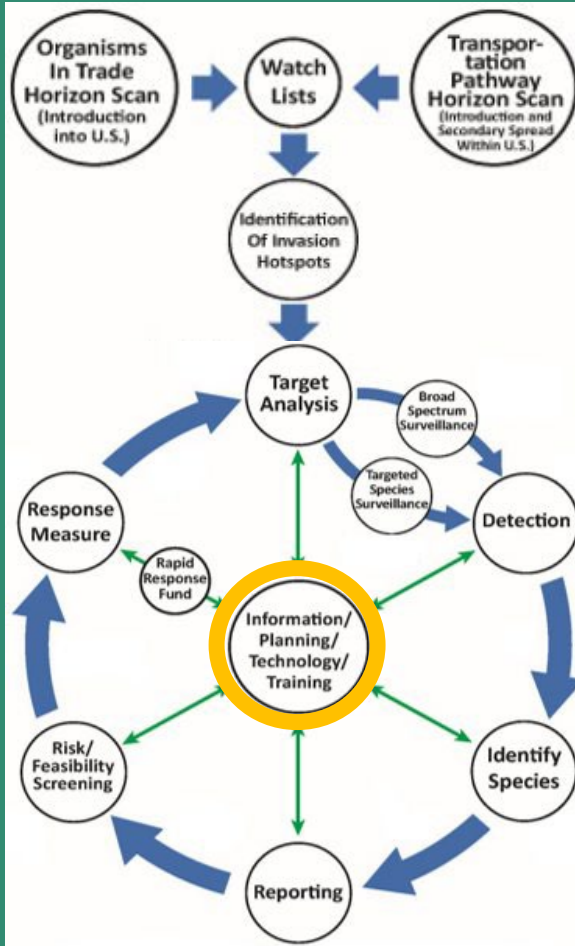 Organisms
In Trade
Horizon Scan
(Introduction
into U.S.)
Watch
Lists
Transpor-
tation
Pathway
Horizon Scan
(Introduction and
Secondary Spread
Within U.S.)
Identification
Of Invasion
Hotspots
Target
Analysis
Broad
Spectrum
Surveillance
Targeted
Species
Surveillance
Detection
Response
Measure
Rapid
Response
Fund
Information/
Planning/
Technology/
Training
Risk/
Feasibility
Screening
Identify
Species
Reporting